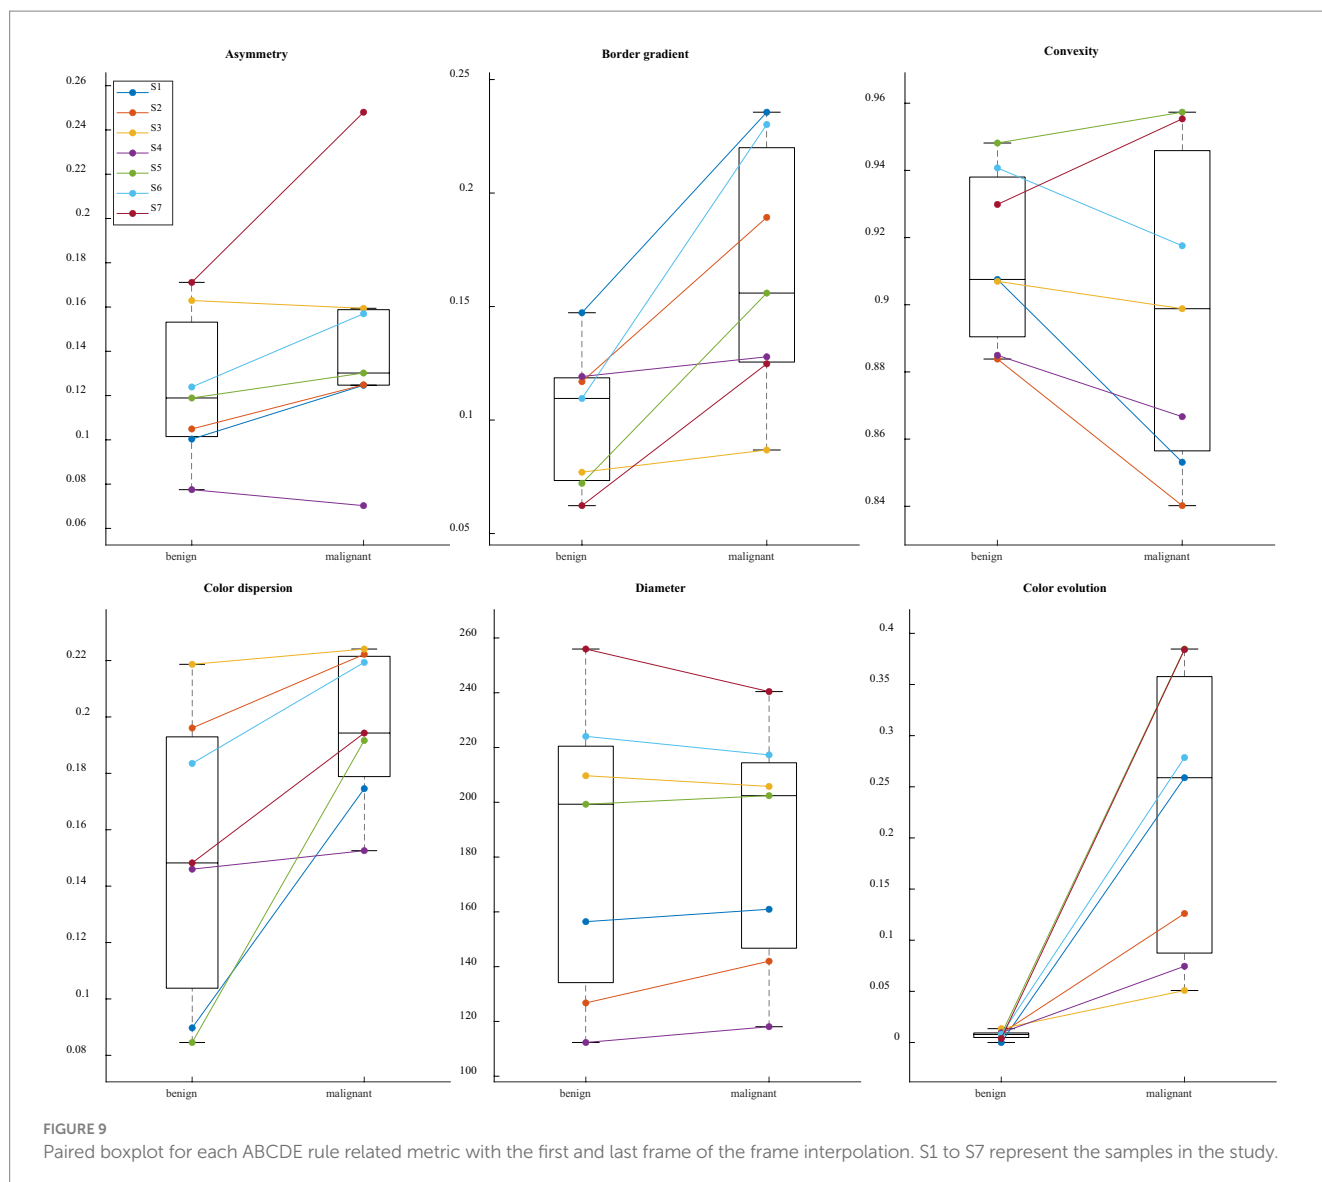 Asymmetry
0.26
0.24
0.22
0.2
0.18
0.16
0.14
0.12
0.1
0.08
0.06
S1
S2
S3
S4
S5
S6
S7
benign malignant
Border gradient
0.25
0.2
0.15
0.1
0.05
benign malignant
Convexity
0.96
0.94
0.92
0.9
0.88
0.86
0.84
benign malignant
Color dispersion
0.22
0.2
0.18
0.16
0.14
0.12
0.1
0.08
benign malignant
Diameter
260
240
220
200
180
160
140
120
100
benign malignant
Color evolution
0.4
0.35
0.3
0.25
0.2
0.15
0.1
0.05
0
benign malignant
FIGURE 9
Paired boxplot for each ABCDE rule related metric with the first and last frame of the frame interpolation. S1 to S7 represent the samples in the study.